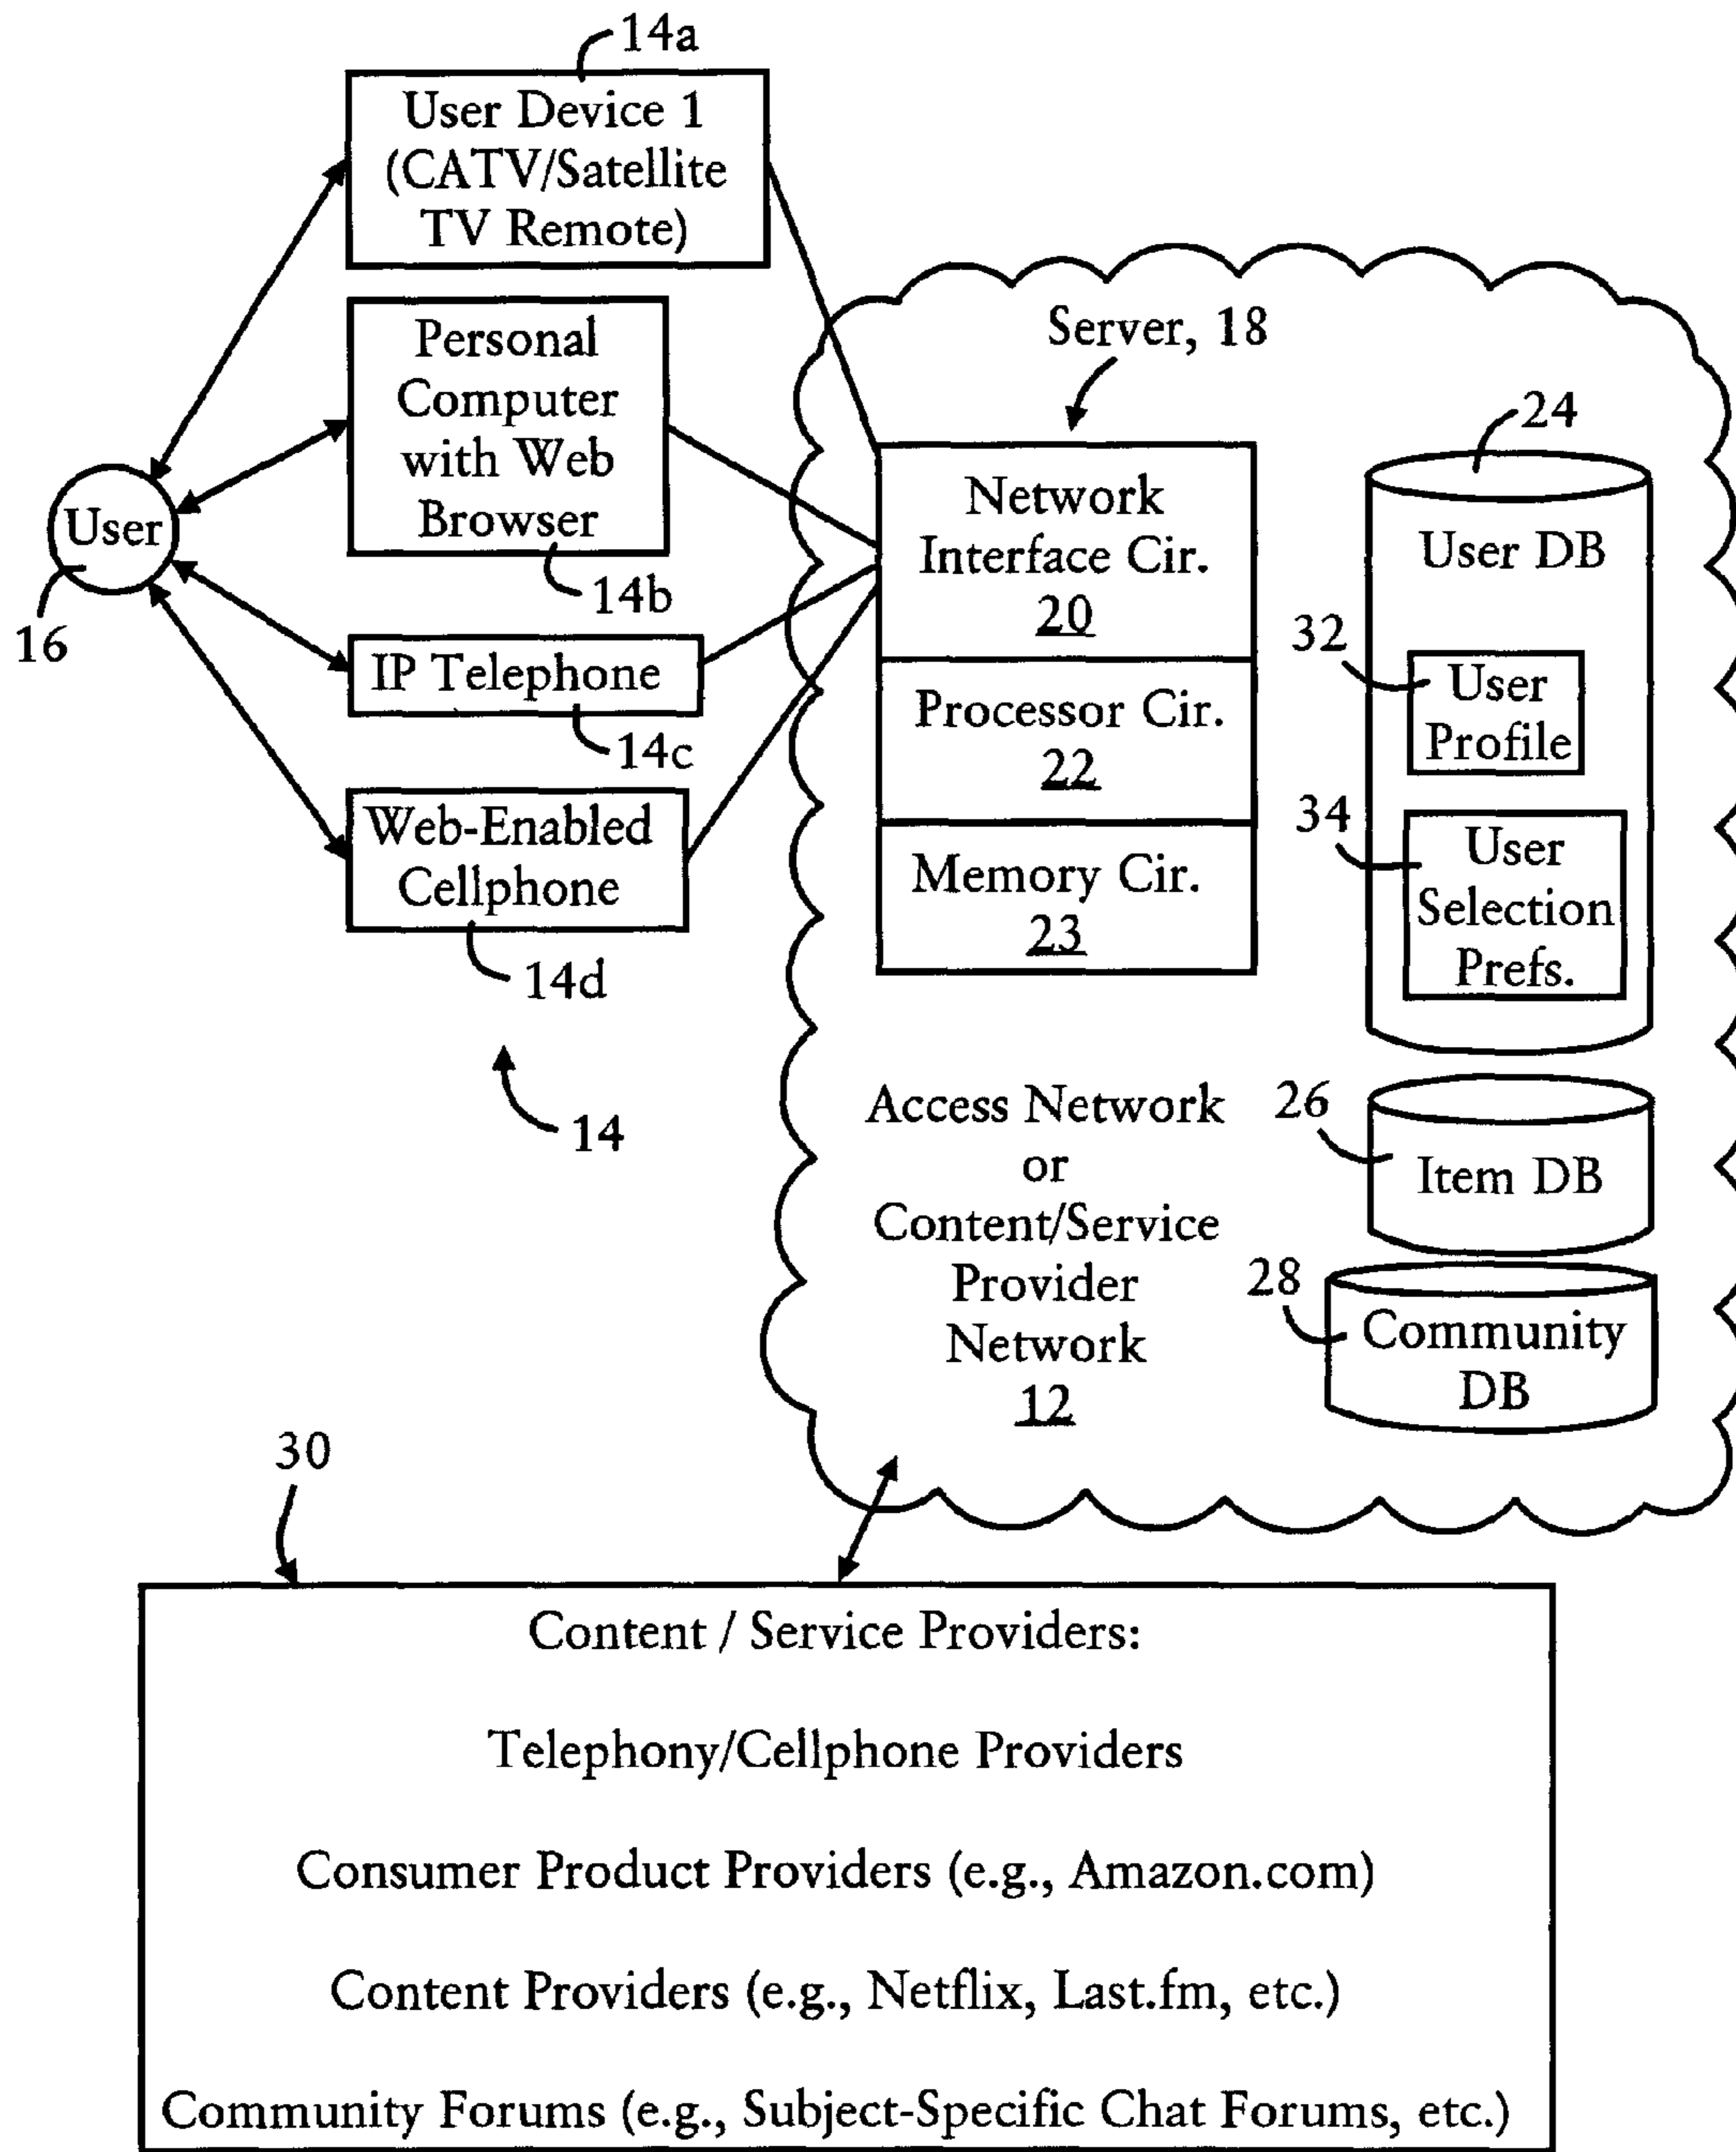 14a
User Device 1
(CATV/Satellite
TV Remote)
Personal
Computer
with Web
Browser
14b
User
16
IP Telephone
14c
Web-Enabled
Cellphone
14d
14
Server, 18
Network
Interface Cir.
20
Processor Cir.
22
Memory Cir.
23
24
User DB
32
User
Profile
34
User
Selection
Prefs.
26
Item DB
28
Community
DB
Access Network
or
Content/Service
Provider
Network
12
30
Content / Service Providers:
Telephony/Cellphone Providers
Consumer Product Providers (e.g., Amazon.com)
Content Providers (e.g., Netflix, Last.fm, etc.)
Community Forums (e.g., Subject-Specific Chat Forums, etc.)